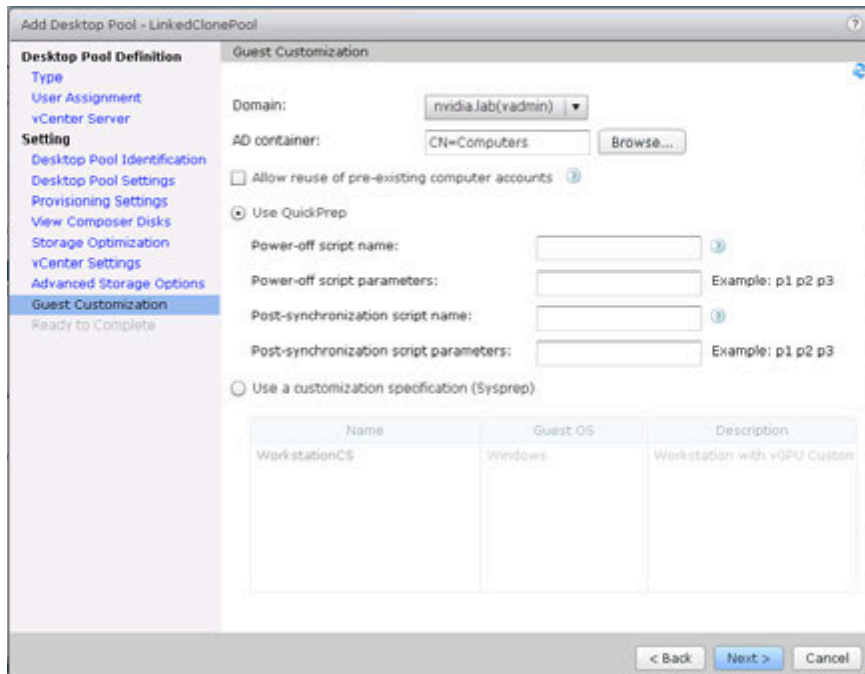 Add Desktop Pool - LinkedClonePool
?
Desktop Pool Definition
Type
User Assignment
vCenter Server
Setting
Desktop Pool Identification
Desktop Pool Settings
Provisioning Settings
View Composer Disks
Storage Optimization
vCenter Settings
Advanced Storage Options
Guest Customization
Ready to Complete
Guest Customization
Domain: nvidia.lab(vadmin)
AD container: CN=Computers Browse...
Allow reuse of pre-existing computer accounts
Use QuickPrep
Power-off script name:
Power-off script parameters: Example: p1 p2 p3
Post-synchronization script name:
Post-synchronization script parameters: Example: p1 p2 p3
Use a customization specification (Sysprep)
Name Guest OS Description
WorkstationCS Windows Workstation with vGPU Custom
< Back Next > Cancel